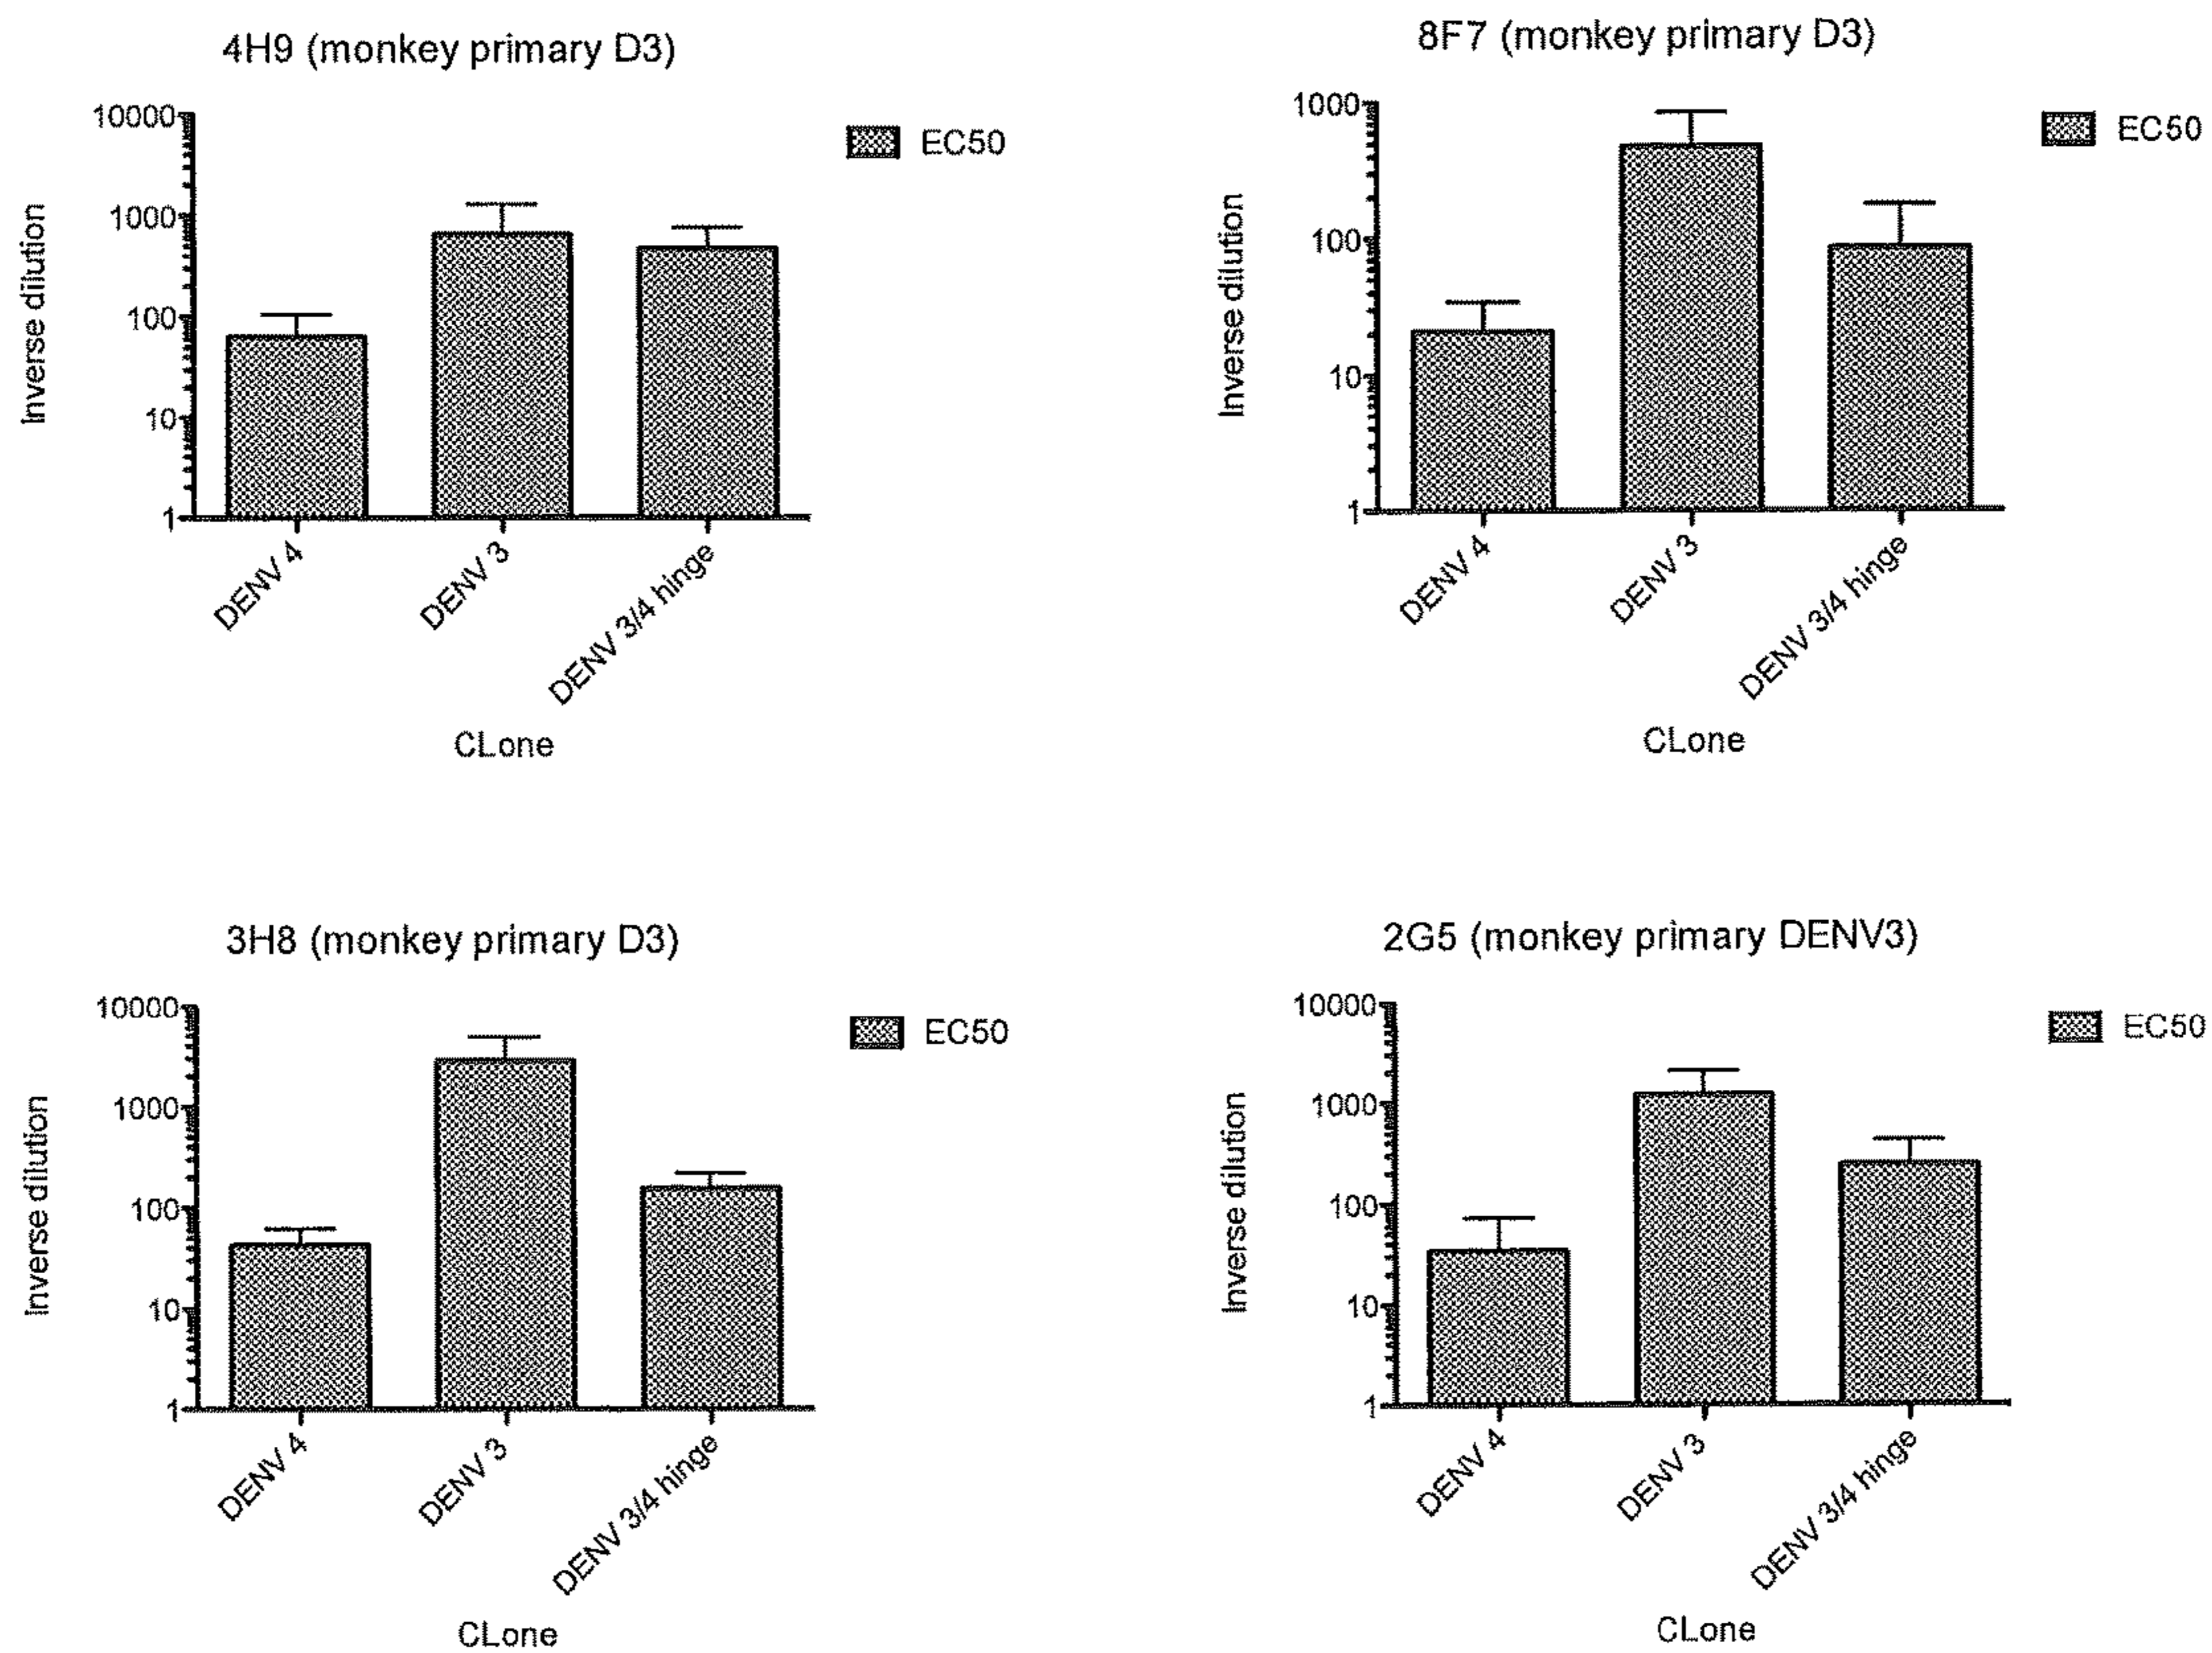 4H9 (monkey primary D3)
10000
1000
100
10
1
Inverse dilution
EC50
DENV 4
DENV 3
DENV 3/4 hinge
CLone
8F7 (monkey primary D3)
1000
100
10
1
Inverse dilution
EC50
DENV 4
DENV 3
DENV 3/4 hinge
CLone
3H8 (monkey primary D3)
10000
1000
100
10
1
Inverse dilution
EC50
DENV 4
DENV 3
DENV 3/4 hinge
CLone
2G5 (monkey primary DENV3)
10000
1000
100
10
1
Inverse dilution
EC50
DENV 4
DENV 3
DENV 3/4 hinge
CLone